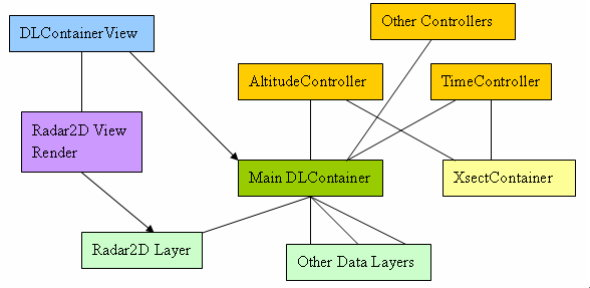 Other Controllers
DLContainerView
AltitudeController
TimeController
Radar2D View
Render
Main DLContainer
XsectContainer
Radar2D Layer
Other Data Layers